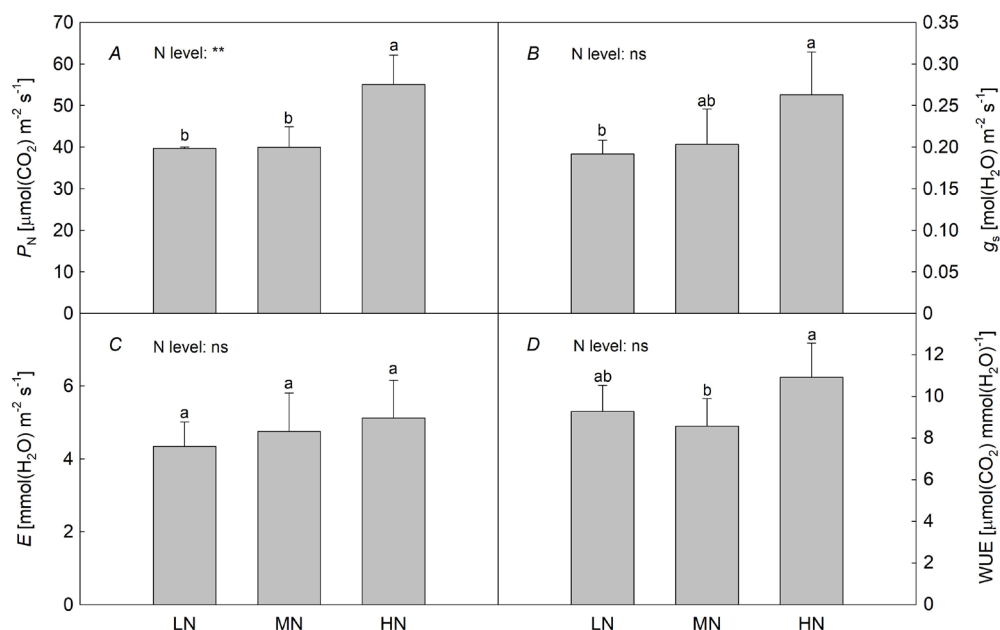 A N level: **
B N level: ns
C N level: ns
D N level: ns
P_N [µmol(CO₂) m⁻² s⁻¹]
70
60
50
40
30
20
10
0
b
b
a
g_s [mol(H₂O) m⁻² s⁻¹]
0.35
0.30
0.25
0.20
0.15
0.10
0.05
0
b
ab
a
E [mmol(H₂O) m⁻² s⁻¹]
6
4
2
0
a
a
a
WUE [µmol(CO₂) mmol(H₂O)⁻¹]
12
10
8
6
4
2
0
ab
b
a
LN MN HN
LN MN HN